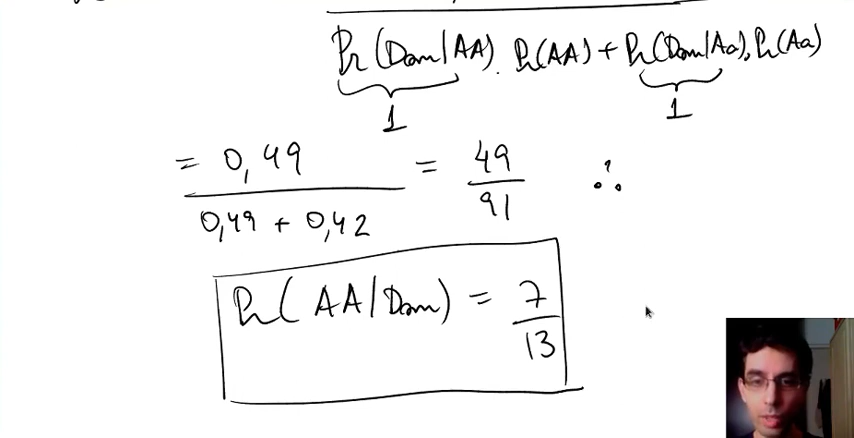 Pr(Dom|AA). Pr(AA) + Pr(Dom|Aa). Pr(Aa)
1 1
= 0,49 / 0,49 + 0,42 = 49 / 91 ∴
Pr(AA/Dom) = 7 / 13